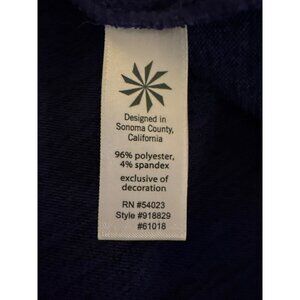 Designed in
Sonoma County,
California
96% polyester,
4% spandex
exclusive of
decoration
RN #54023
Style #918829
#61018